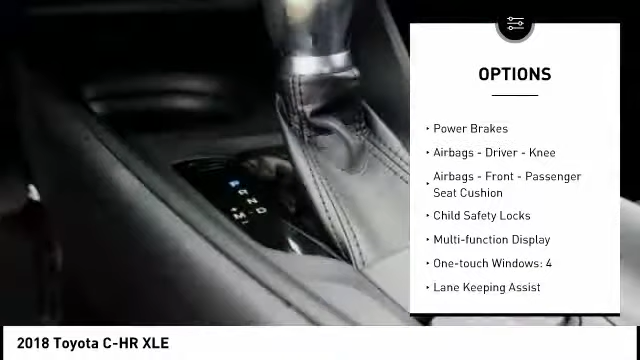 OPTIONS
Power Brakes
Airbags - Driver - Knee
Airbags - Front - Passenger
Seat Cushion
Child Safety Locks
Multi-function Display
One-touch Windows: 4
Lane Keeping Assist
P
R
N
D
+
M
-
2018 Toyota C-HR XLE